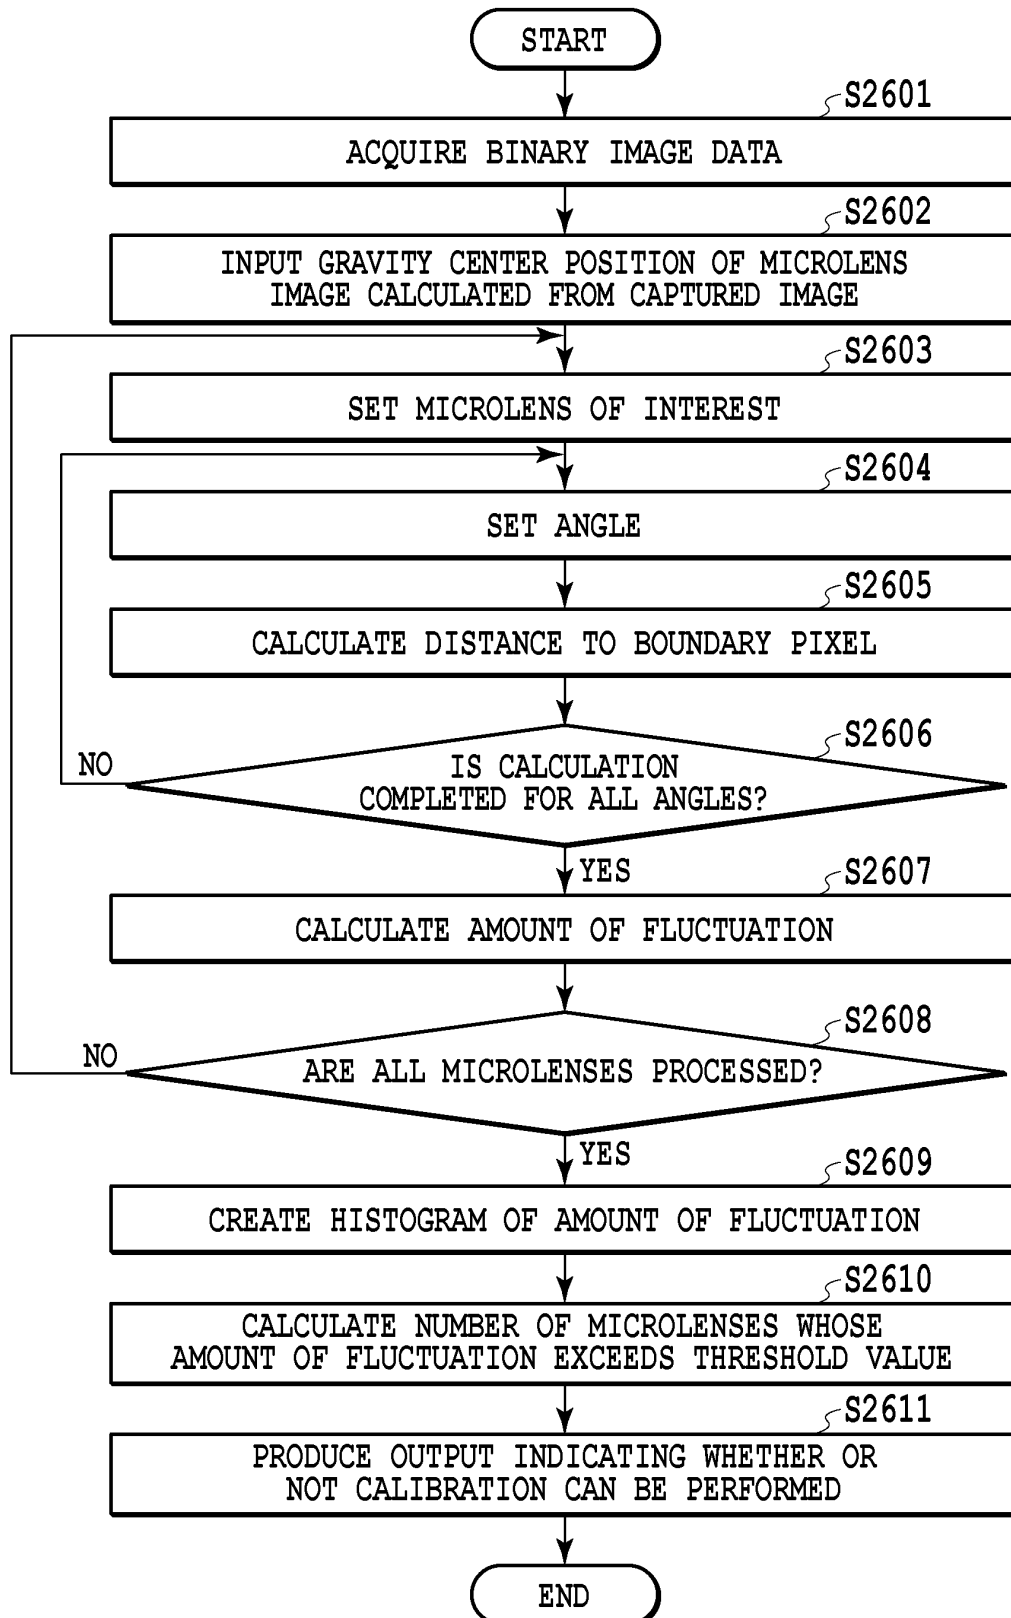 START
S2601
ACQUIRE BINARY IMAGE DATA
S2602
INPUT GRAVITY CENTER POSITION OF MICROLENS
IMAGE CALCULATED FROM CAPTURED IMAGE
S2603
SET MICROLENS OF INTEREST
S2604
SET ANGLE
S2605
CALCULATE DISTANCE TO BOUNDARY PIXEL
S2606
NO
IS CALCULATION
COMPLETED FOR ALL ANGLES?
YES
S2607
CALCULATE AMOUNT OF FLUCTUATION
S2608
NO
ARE ALL MICROLENSES PROCESSED?
YES
S2609
CREATE HISTOGRAM OF AMOUNT OF FLUCTUATION
S2610
CALCULATE NUMBER OF MICROLENSES WHOSE
AMOUNT OF FLUCTUATION EXCEEDS THRESHOLD VALUE
S2611
PRODUCE OUTPUT INDICATING WHETHER OR
NOT CALIBRATION CAN BE PERFORMED
END